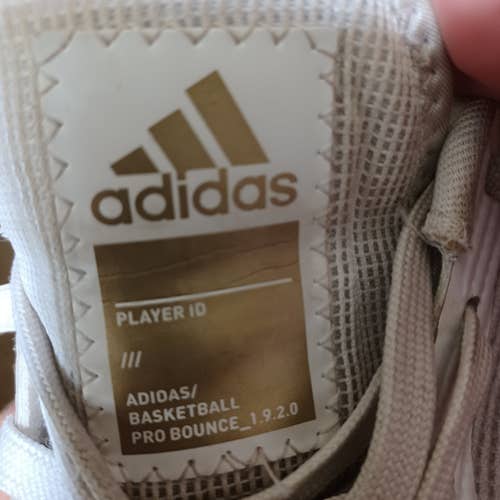 adidas
PLAYER ID
///
ADIDAS/
BASKETBALL
PRO BOUNCE_1.9.2.0